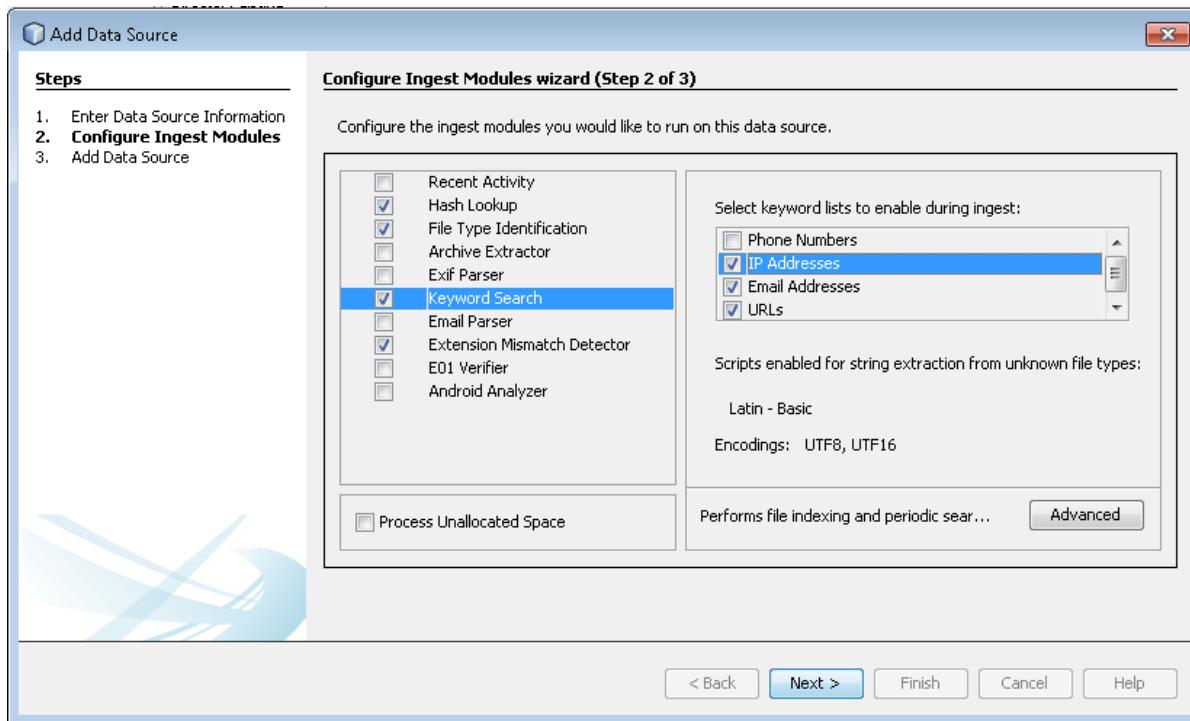 Add Data Source
Steps
1. Enter Data Source Information
2. Configure Ingest Modules
3. Add Data Source
Configure Ingest Modules wizard (Step 2 of 3)
Configure the ingest modules you would like to run on this data source.
Recent Activity
Hash Lookup
File Type Identification
Archive Extractor
Exif Parser
Keyword Search
Email Parser
Extension Mismatch Detector
E01 Verifier
Android Analyzer
Process Unallocated Space
Select keyword lists to enable during ingest:
Phone Numbers
IP Addresses
Email Addresses
URLs
Scripts enabled for string extraction from unknown file types:
Latin - Basic
Encodings: UTF8, UTF16
Performs file indexing and periodic sear...
Advanced
< Back
Next >
Finish
Cancel
Help